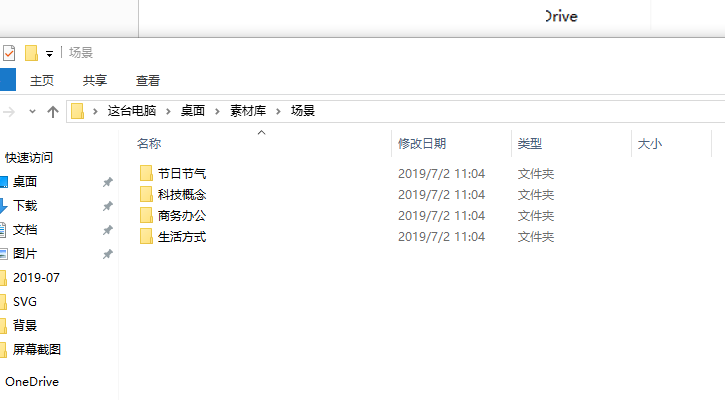 Drive
场景
主页 共享 查看
这台电脑 桌面 素材库 场景
名称 修改日期 类型 大小
快速访问
桌面
下载
文档
图片
2019-07
SVG
背景
屏幕截图
OneDrive
节日节气 2019/7/2 11:04 文件夹
科技概念 2019/7/2 11:04 文件夹
商务办公 2019/7/2 11:04 文件夹
生活方式 2019/7/2 11:04 文件夹